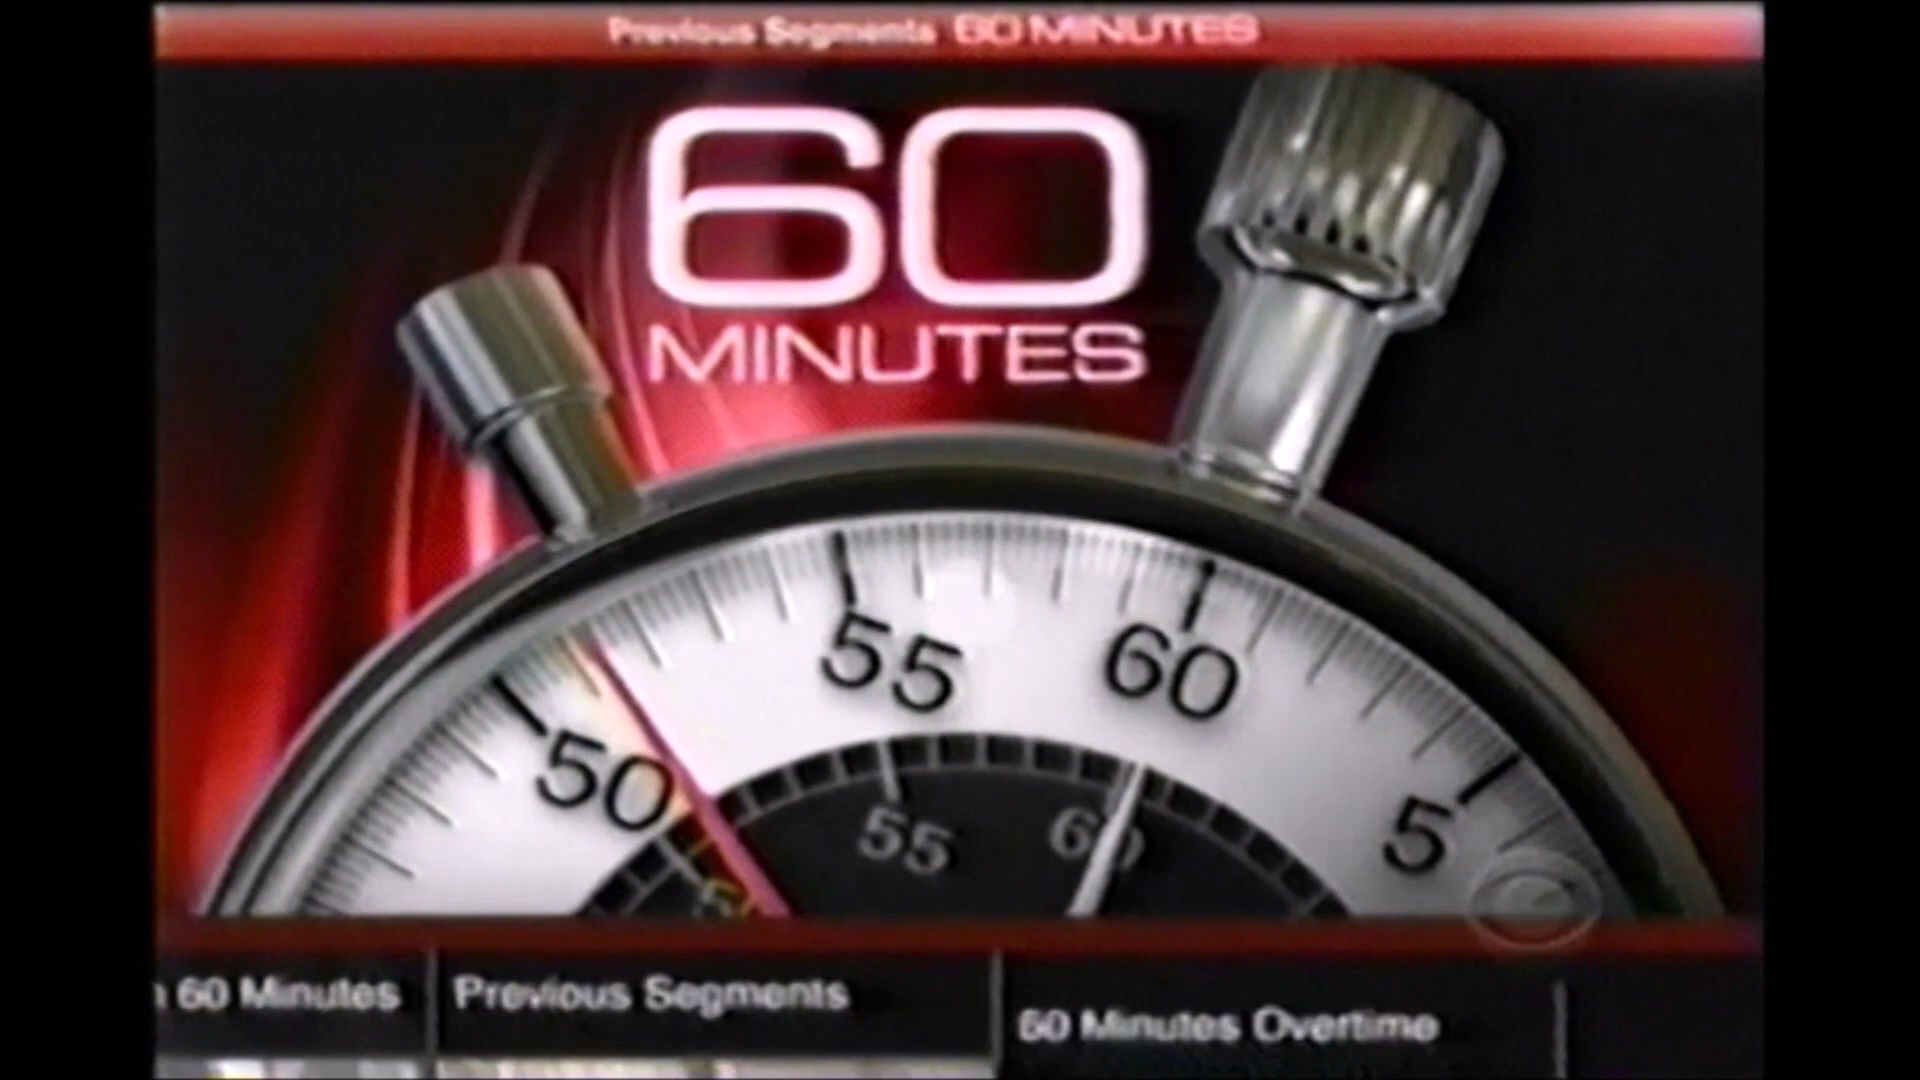 Previous Segments 60 MINUTES
60
MINUTES
55
60
50
5
55
60
60 Minutes
Previous Segments
60 Minutes Overtime